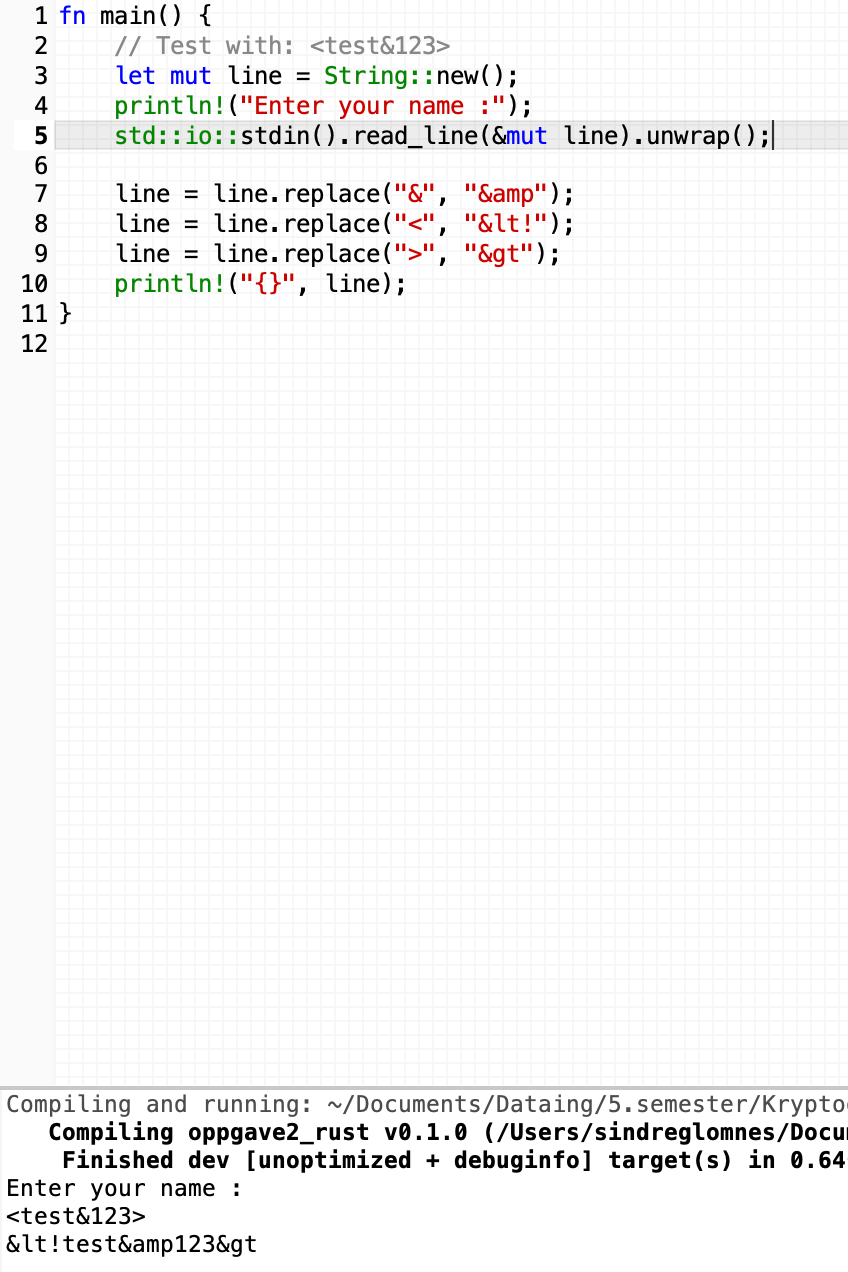 1 fn main() {
2     // Test with: <test&123>
3     let mut line = String::new();
4     println!("Enter your name :");
5     std::io::stdin().read_line(&mut line).unwrap();
6
7     line = line.replace("&", "&amp");
8     line = line.replace("<", "&lt!");
9     line = line.replace(">", "&gt");
10     println!("{}", line);
11 }
12
Compiling and running: ~/Documents/Dataing/5.semester/Krypto
   Compiling oppgave2_rust v0.1.0 (/Users/sindreglomnes/Docu
    Finished dev [unoptimized + debuginfo] target(s) in 0.64
Enter your name :
<test&123>
&lt!test&amp123&gt